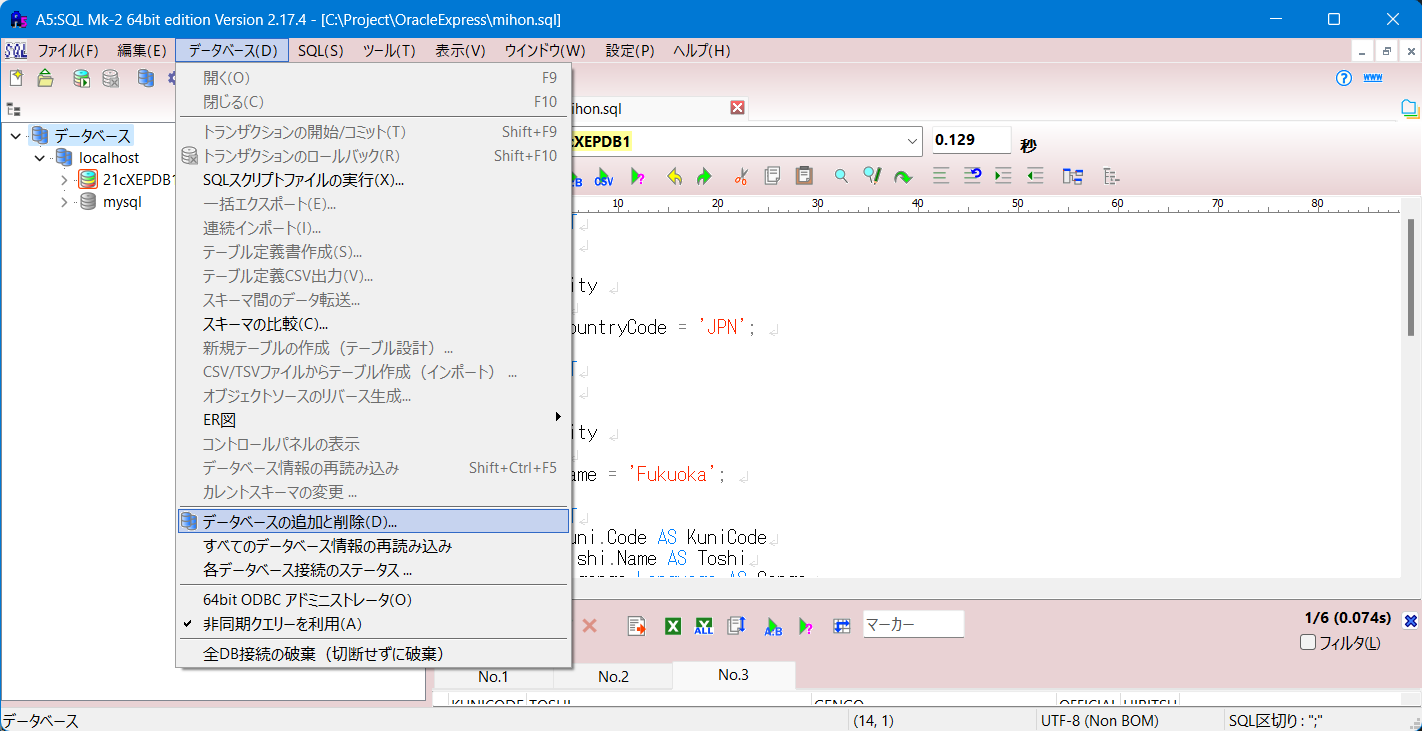 A5:SQL Mk-2 64bit edition Version 2.17.4 - [C:\Project\OracleExpress\mihon.sql]
SQL ファイル(F) 編集(E) データベース(D) SQL(S) ツール(T) 表示(V) ウインドウ(W) 設定(P) ヘルプ(H)
WWW
データベース
localhost
21cXEPDB1
mysql
開く(O) F9
閉じる(C) F10
トランザクションの開始/コミット(T) Shift+F9
トランザクションのロールバック(R) Shift+F10
SQLスクリプトファイルの実行(X)...
一括エクスポート(E)...
連続インポート(I)...
テーブル定義書作成(S)...
テーブル定義CSV出力(V)...
スキーマ間のデータ転送...
スキーマの比較(C)...
新規テーブルの作成（テーブル設計）...
CSV/TSVファイルからテーブル作成（インポート） ...
オブジェクトソースのリバース生成...
ER図
コントロールパネルの表示
データベース情報の再読み込み Shift+Ctrl+F5
カレントスキーマの変更 ...
データベースの追加と削除(D)...
すべてのデータベース情報の再読み込み
各データベース接続のステータス ...
64bit ODBC アドミニストレータ(O)
非同期クエリーを利用(A)
全DB接続の破棄（切断せずに破棄）
ihon.sql
XEPDB1 0.129 秒
CSV
10 20 30 40 50 60 70 80
ity
ountryCode = 'JPN';
ity
ame = 'Fukuoka';
uni.Code AS KuniCode
shi.Name AS Toshi
Language AS Gengo
ALL A.B マーカー
1/6 (0.074s)
フィルタ(L)
No.1 No.2 No.3
KUNICODE TOSHI GENGO OFFICIAL HIRITSU
データベース (14, 1) UTF-8 (Non BOM) SQL区切り : ";"